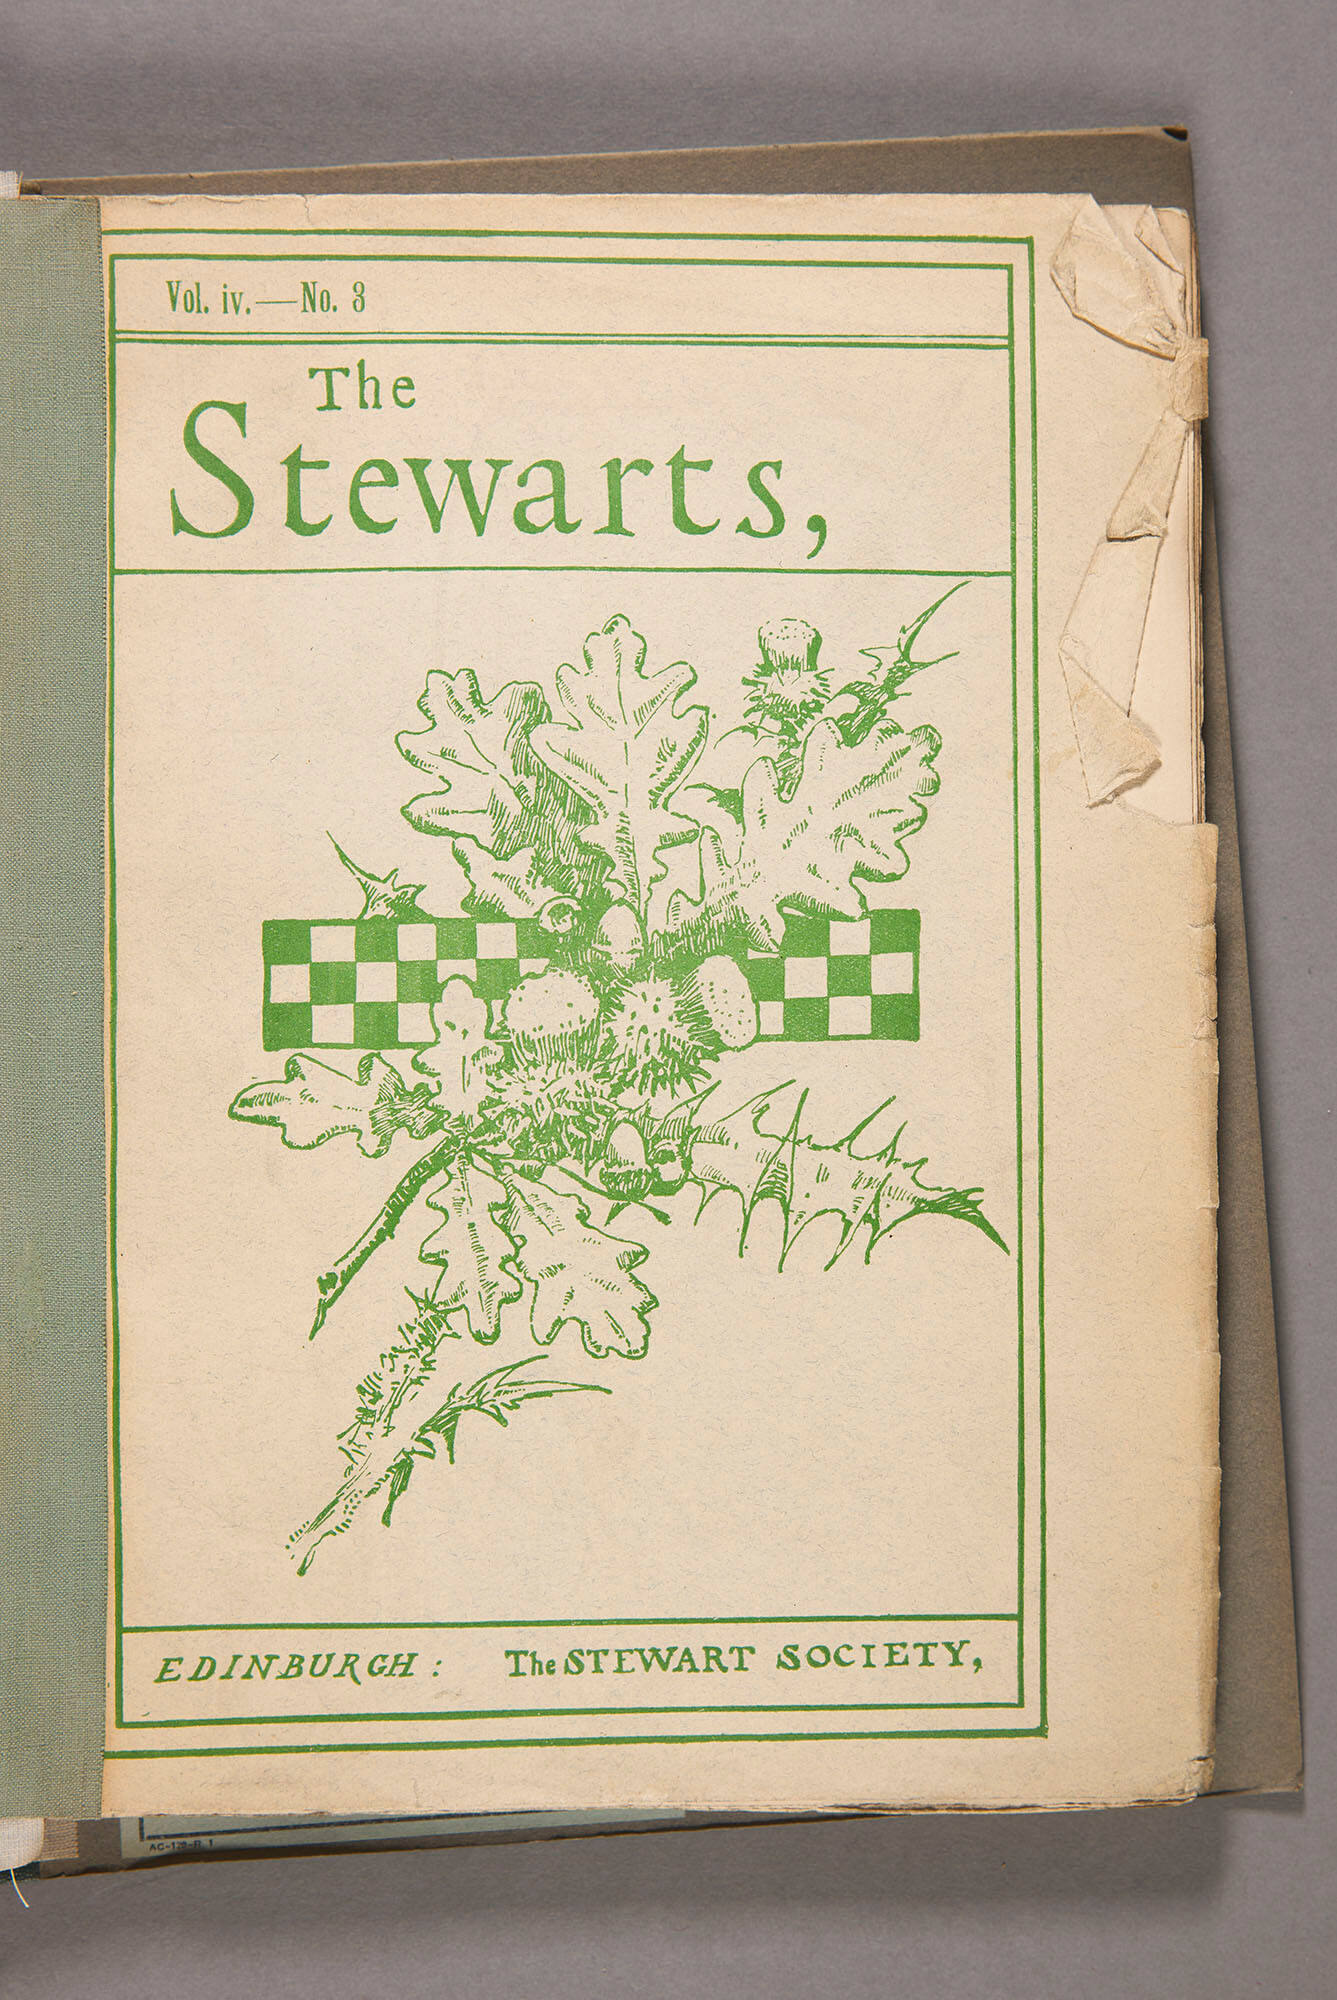 Vol. iv.—No. 3
The
Stewarts,
EDINBURGH: The STEWART SOCIETY,